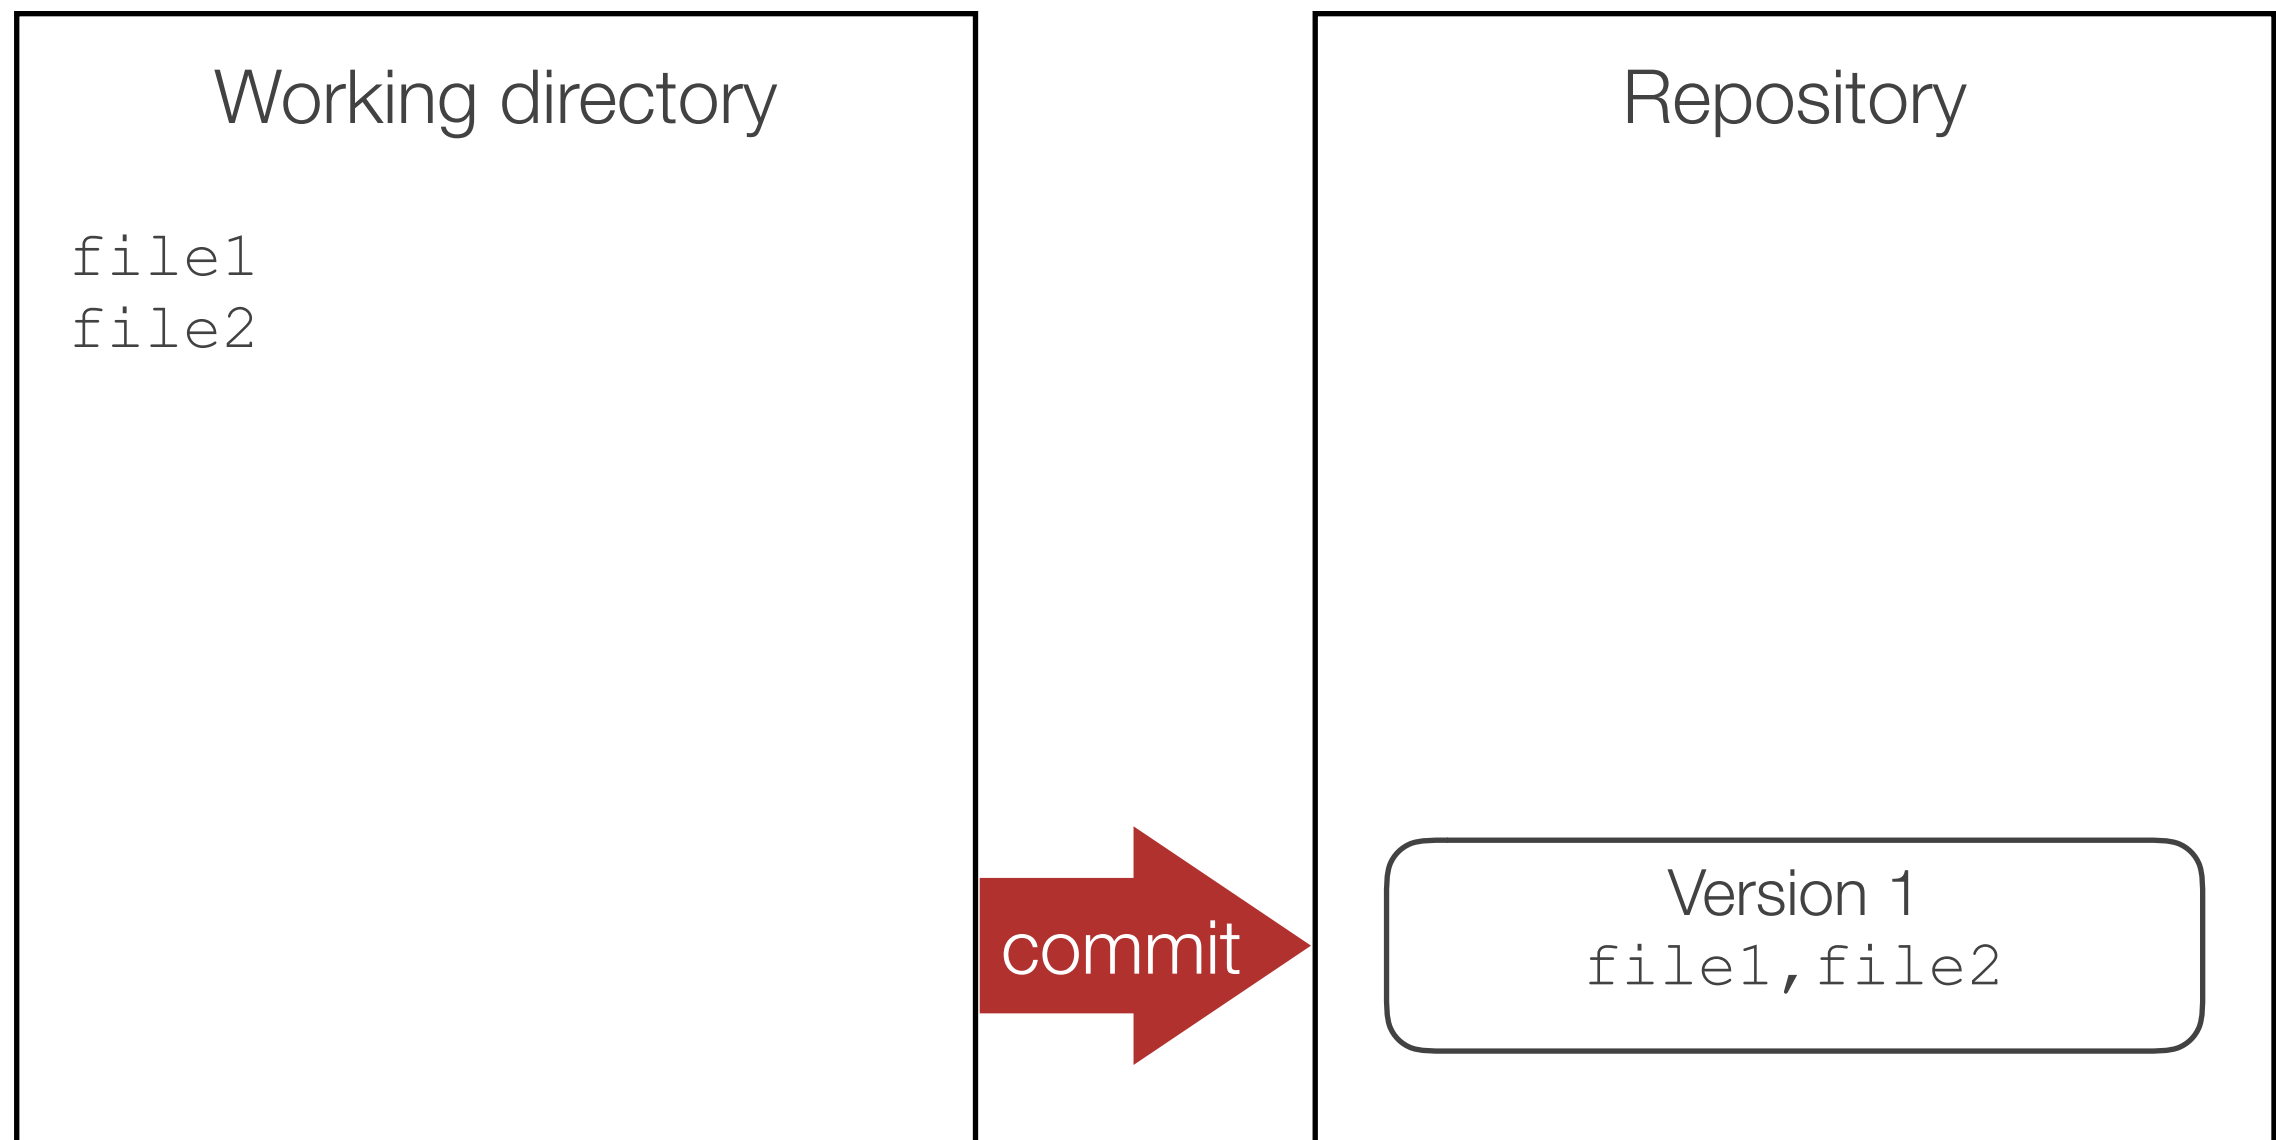 Working directory
file1
file2
commit
Repository
Version 1
file1,file2